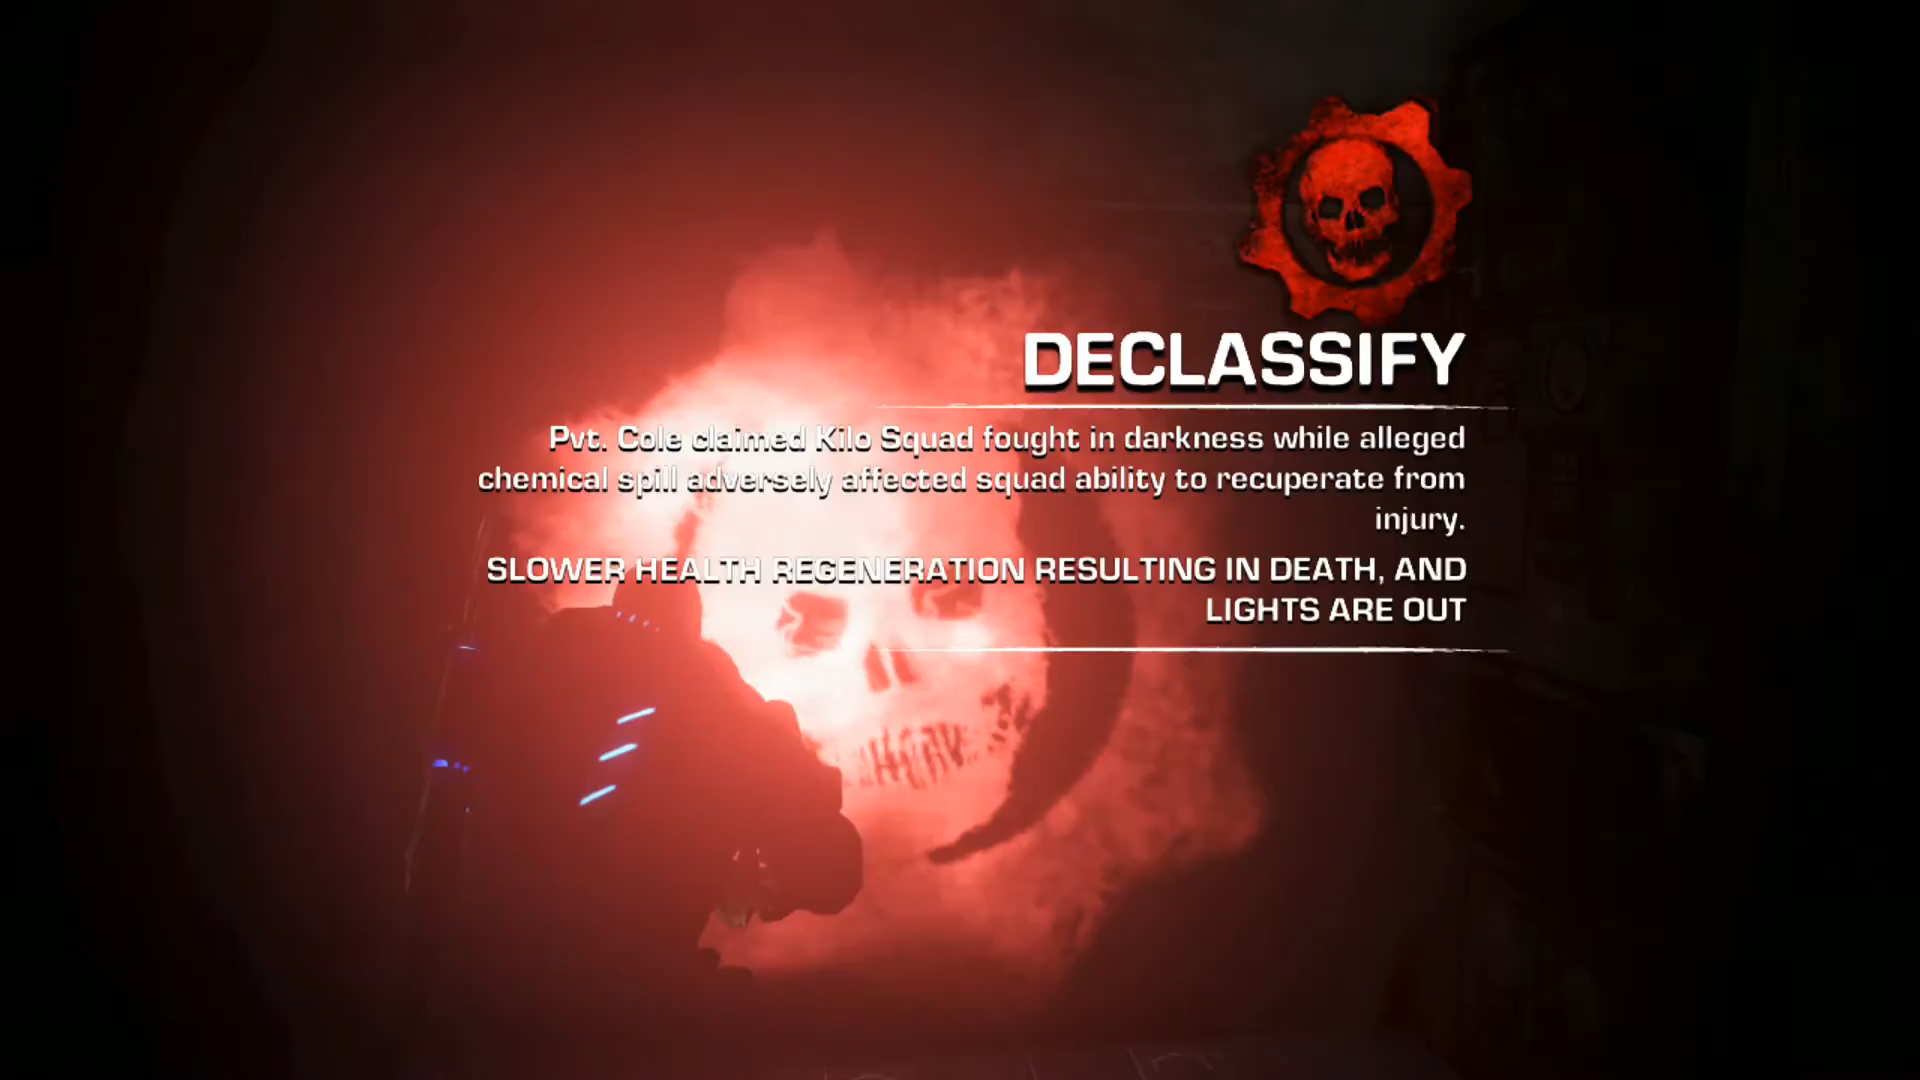 DECLASSIFY
Pvt. Cole claimed Kilo Squad fought in darkness while alleged
chemical spill adversely affected squad ability to recuperate from
injury.
SLOWER HEALTH REGENERATION RESULTING IN DEATH, AND
LIGHTS ARE OUT